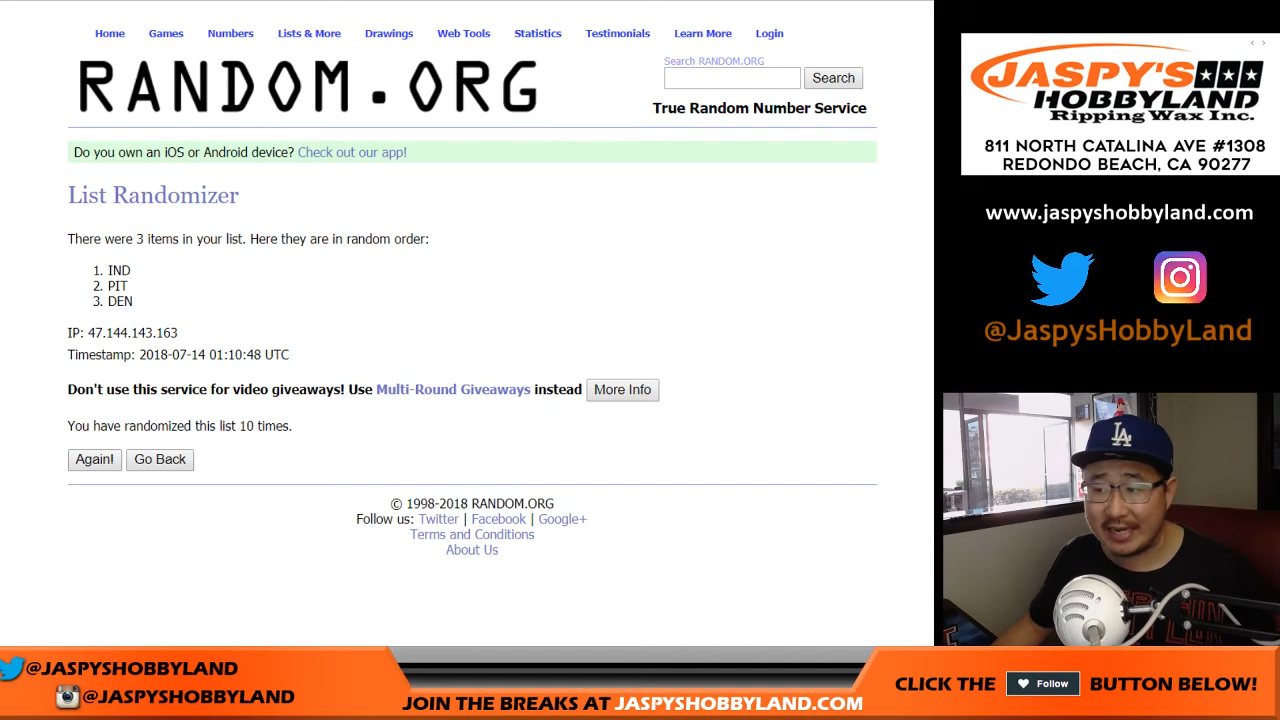 Home Games Numbers Lists & More Drawings Web Tools Statistics Testimonials Learn More Login
RANDOM.ORG
Search RANDOM.ORG
Search
True Random Number Service
Do you own an iOS or Android device? Check out our app!
List Randomizer
There were 3 items in your list. Here they are in random order:
1. IND
2. PIT
3. DEN
IP: 47.144.143.163
Timestamp: 2018-07-14 01:10:48 UTC
Don't use this service for video giveaways! Use Multi-Round Giveaways instead More Info
You have randomized this list 10 times.
Again! Go Back
© 1998-2018 RANDOM.ORG
Follow us: Twitter | Facebook | Google+
Terms and Conditions
About Us
JASPY'S
HOBBYLAND
Ripping Wax Inc.
811 NORTH CATALINA AVE #1308
REDONDO BEACH, CA 90277
www.jaspyshobbyland.com
@JaspysHobbyLand
LA
@JASPYSHOBBYLAND
@JASPYSHOBBYLAND
JOIN THE BREAKS AT JASPYSHOBBYLAND.COM
CLICK THE Follow BUTTON BELOW!